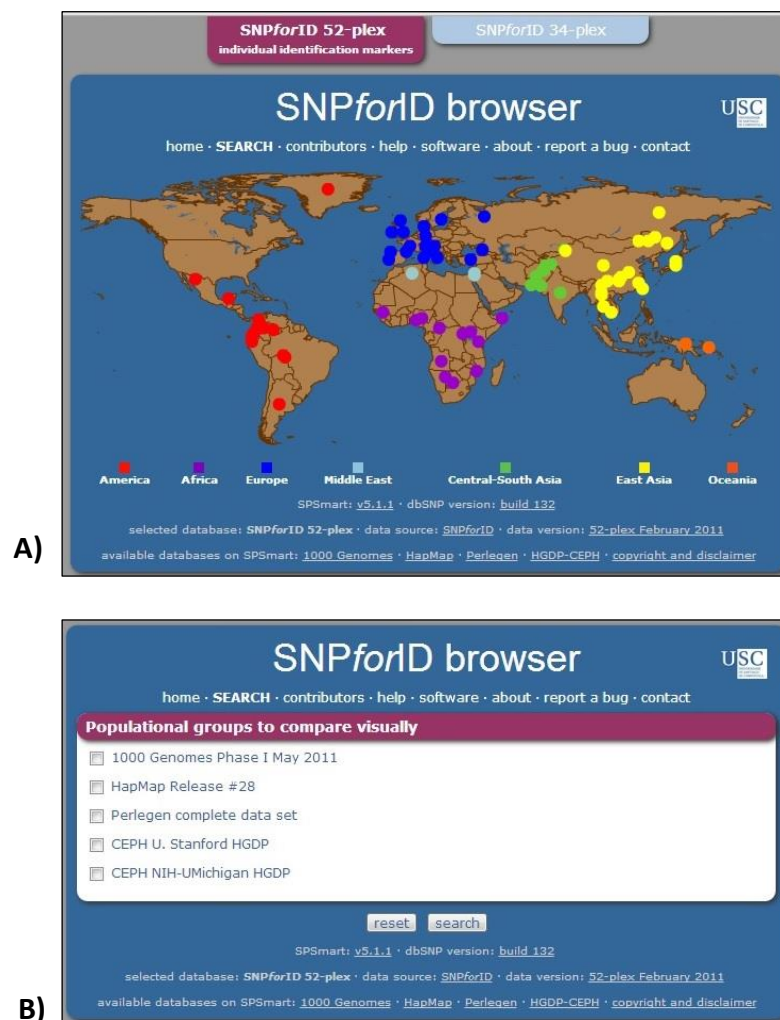 SNPforID 52-plex
individual identification markers
SNPforID 34-plex
SNPforID browser
USC
home · SEARCH · contributors · help · software · about · report a bug · contact
America Africa Europe Middle East Central-South Asia East Asia Oceania
SPSmart: v5.1.1 · dbSNP version: build 132
selected database: SNPforID 52-plex · data source: SNPforID · data version: 52-plex February 2011
available databases on SPSmart: 1000 Genomes · HapMap · Perlegen · HGDP-CEPH · copyright and disclaimer
A)
SNPforID browser
USC
home · SEARCH · contributors · help · software · about · report a bug · contact
Populational groups to compare visually
1000 Genomes Phase I May 2011
HapMap Release #28
Perlegen complete data set
CEPH U. Stanford HGDP
CEPH NIH-UMichigan HGDP
reset search
SPSmart: v5.1.1 · dbSNP version: build 132
selected database: SNPforID 52-plex · data source: SNPforID · data version: 52-plex February 2011
available databases on SPSmart: 1000 Genomes · HapMap · Perlegen · HGDP-CEPH · copyright and disclaimer
B)